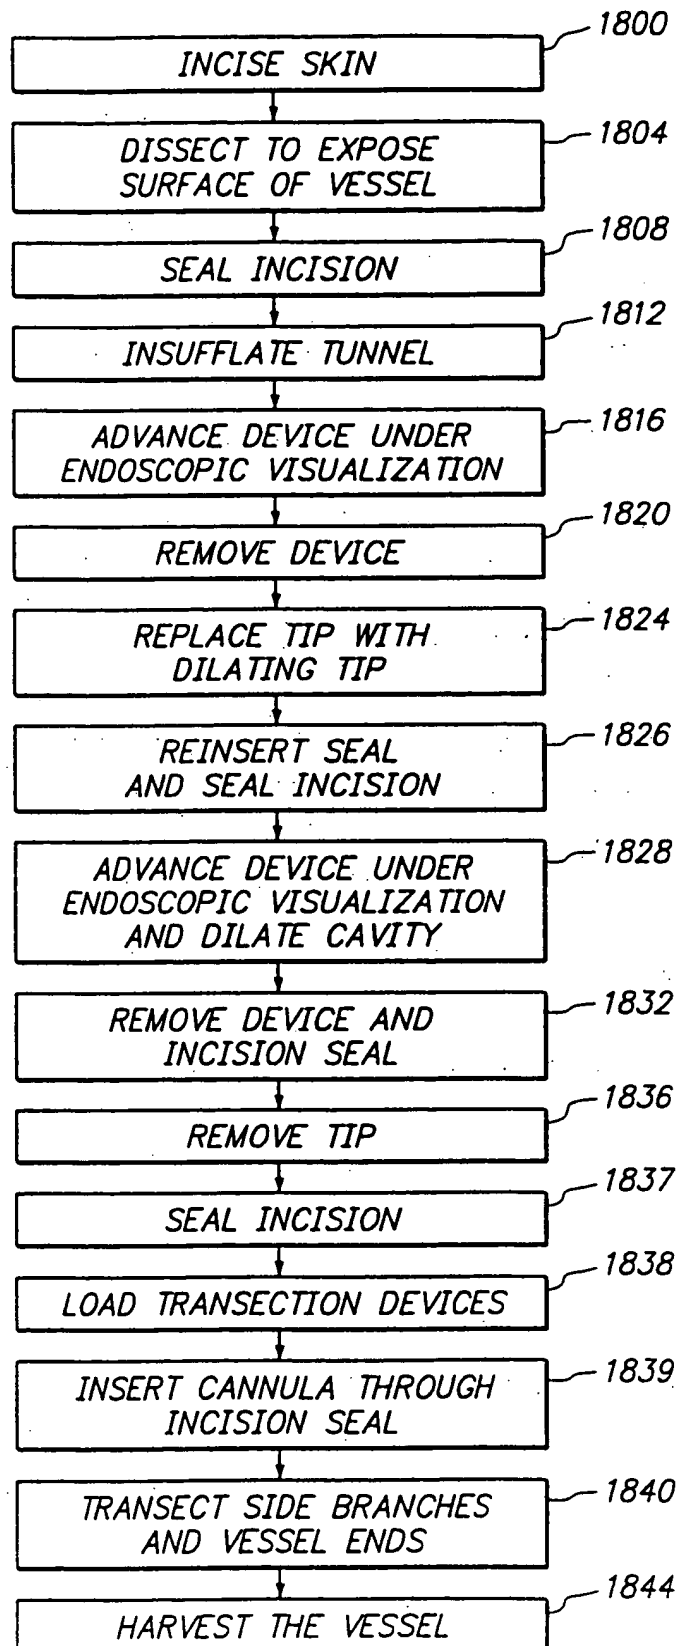 1800
INCISE SKIN
1804
DISSECT TO EXPOSE
SURFACE OF VESSEL
1808
SEAL INCISION
1812
INSUFFLATE TUNNEL
1816
ADVANCE DEVICE UNDER
ENDOSCOPIC VISUALIZATION
1820
REMOVE DEVICE
1824
REPLACE TIP WITH
DILATING TIP
1826
REINSERT SEAL
AND SEAL INCISION
1828
ADVANCE DEVICE UNDER
ENDOSCOPIC VISUALIZATION
AND DILATE CAVITY
1832
REMOVE DEVICE AND
INCISION SEAL
1836
REMOVE TIP
1837
SEAL INCISION
1838
LOAD TRANSECTION DEVICES
1839
INSERT CANNULA THROUGH
INCISION SEAL
1840
TRANSECT SIDE BRANCHES
AND VESSEL ENDS
1844
HARVEST THE VESSEL